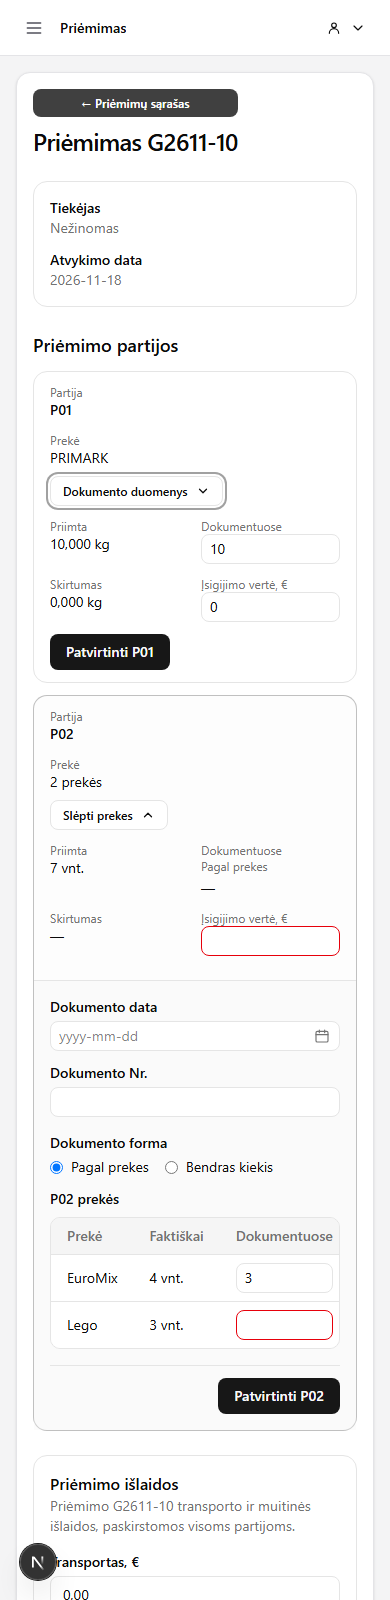 Priėmimas
← Priėmimų sąrašas
Priėmimas G2611-10
Tiekėjas
Nežinomas
Atvykimo data
2026-11-18
Priėmimo partijos
Partija
P01
Prekė
PRIMARK
Dokumento duomenys
Priimta
10,000 kg
Dokumentuose
10
Skirtumas
0,000 kg
Įsigijimo vertė, €
0
Patvirtinti P01
Partija
P02
Prekė
2 prekės
Slėpti prekes
Priimta
7 vnt.
Dokumentuose
Pagal prekes
—
Skirtumas
—
Įsigijimo vertė, €
Dokumento data
yyyy-mm-dd
Dokumento Nr.
Dokumento forma
Pagal prekes Bendras kiekis
P02 prekės
Prekė Faktiškai Dokumentuose
EuroMix 4 vnt. 3
Lego 3 vnt.
Patvirtinti P02
Priėmimo išlaidos
Priėmimo G2611-10 transporto ir muitinės
išlaidos, paskirstomos visoms partijoms.
N
Transportas, €
0,00